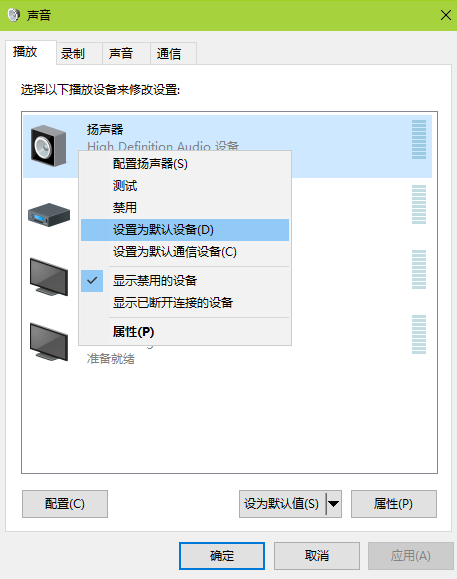 声音
播放 录制 声音 通信
选择以下播放设备来修改设置:
扬声器
High Definition Audio 设备
配置扬声器(S)
测试
禁用
设置为默认设备(D)
设置为默认通信设备(C)
显示禁用的设备
显示已断开连接的设备
属性(P)
准备就绪
配置(C) 设为默认值(S) 属性(P)
确定 取消 应用(A)